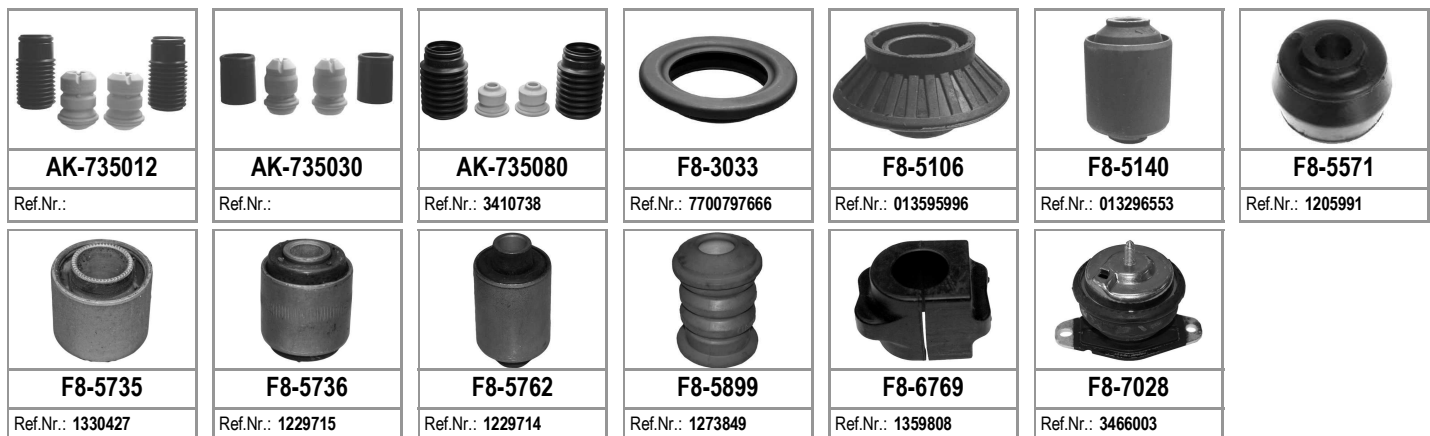 AK-735012
Ref.Nr.:
AK-735030
Ref.Nr.:
AK-735080
Ref.Nr.: 3410738
F8-3033
Ref.Nr.: 7700797666
F8-5106
Ref.Nr.: 013595996
F8-5140
Ref.Nr.: 013296553
F8-5571
Ref.Nr.: 1205991
F8-5735
Ref.Nr.: 1330427
F8-5736
Ref.Nr.: 1229715
F8-5762
Ref.Nr.: 1229714
F8-5899
Ref.Nr.: 1273849
F8-6769
Ref.Nr.: 1359808
F8-7028
Ref.Nr.: 3466003